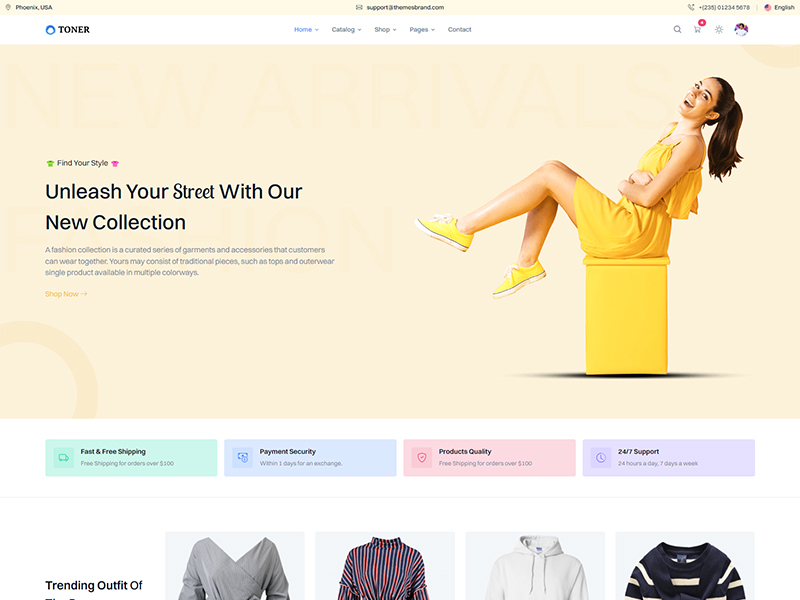 Phoenix, USA
support@themesbrand.com
+(235) 01234 5678
English
TONER
Home
Catalog
Shop
Pages
Contact
4
NEW ARRIVALS
Find Your Style
Unleash Your Street With Our
New Collection
A fashion collection is a curated series of garments and accessories that customers
can wear together. Yours may consist of traditional pieces, such as tops and outerwear
single product available in multiple colorways.
Shop Now
Fast & Free Shipping
Free Shipping for orders over $100
Payment Security
Within 1 days for an exchange.
Products Quality
Free Shipping for orders over $100
24/7 Support
24 hours a day, 7 days a week
Trending Outfit Of